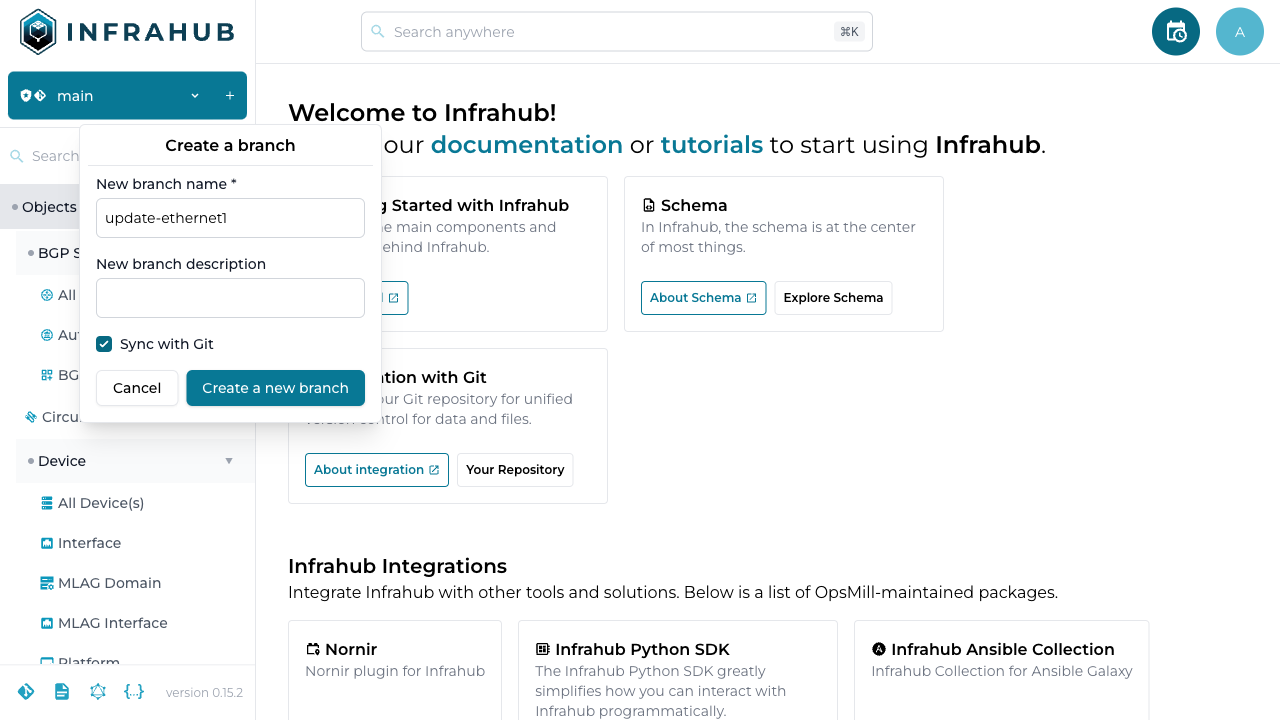 INFRAHUB
Search anywhere
⌘K
A
main
+
Search
Objects
BGP S
All
Aut
BG
Circu
Device
All Device(s)
Interface
MLAG Domain
MLAG Interface
Platform
version 0.15.2
Create a branch
New branch name *
update-ethernet1
New branch description
Sync with Git
Cancel
Create a new branch
Welcome to Infrahub!
our documentation or tutorials to start using Infrahub.
g Started with Infrahub
e main components and
ehind Infrahub.
Schema
In Infrahub, the schema is at the center
of most things.
About Schema
Explore Schema
ation with Git
our Git repository for unified
version control for data and files.
About integration
Your Repository
Infrahub Integrations
Integrate Infrahub with other tools and solutions. Below is a list of OpsMill-maintained packages.
Nornir
Nornir plugin for Infrahub
Infrahub Python SDK
The Infrahub Python SDK greatly
simplifies how you can interact with
Infrahub programmatically.
Infrahub Ansible Collection
Infrahub Collection for Ansible Galaxy